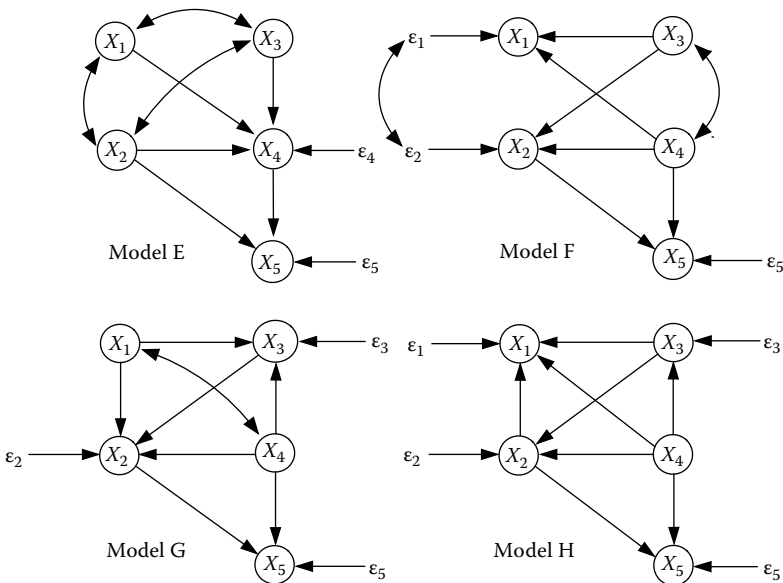 X₁
X₃
X₂
X₄
ε₄
X₅
ε₅
Model E
ε₁
X₁
X₃
ε₂
X₂
X₄
X₅
ε₅
Model F
X₁
X₃
ε₃
ε₂
X₂
X₄
X₅
ε₅
Model G
ε₁
X₁
X₃
ε₃
ε₂
X₂
X₄
X₅
ε₅
Model H